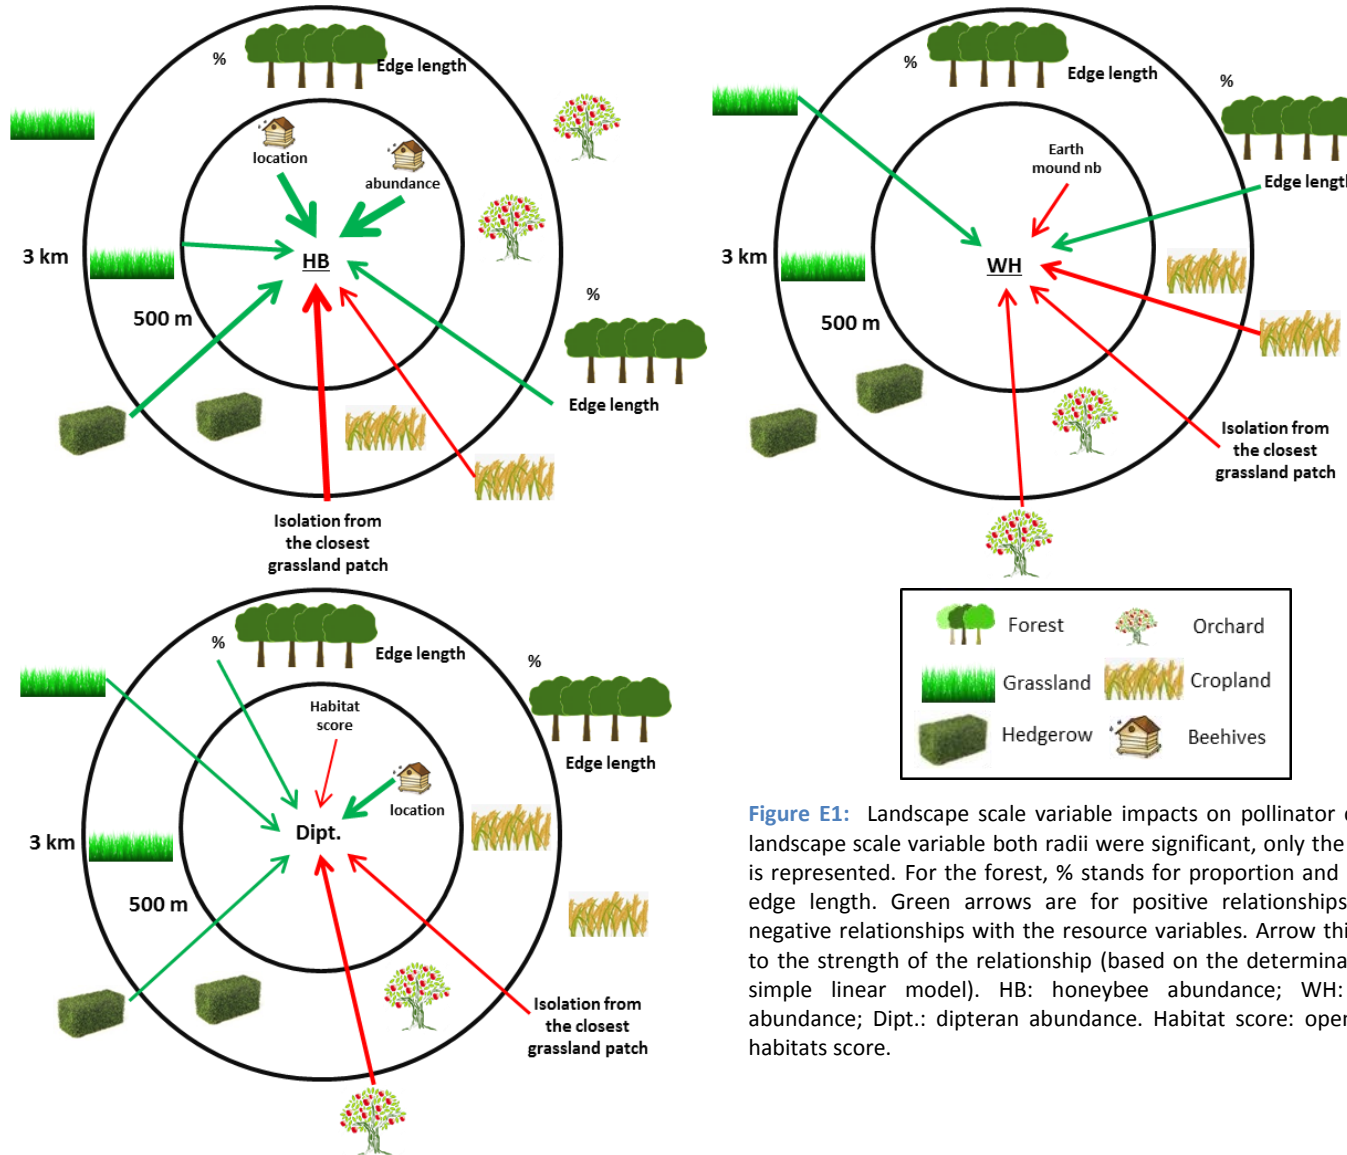 %
Edge length
location
abundance
HB
3 km
500 m
%
Edge length
Isolation from
the closest
grassland patch
%
Edge length
%
Edge length
Earth
mound nb
WH
3 km
500 m
Isolation from
the closest
grassland patch
%
Edge length
%
Edge length
Habitat
score
location
Dipt.
3 km
500 m
Isolation from
the closest
grassland patch
Forest
Orchard
Grassland
Cropland
Hedgerow
Beehives
Figure E1: Landscape scale variable impacts on pollinator
landscape scale variable both radii were significant, only the
is represented. For the forest, % stands for proportion and
edge length. Green arrows are for positive relationships
negative relationships with the resource variables. Arrow
to the strength of the relationship (based on the
simple linear model). HB: honeybee abundance; WH:
abundance; Dipt.: dipteran abundance. Habitat score:
habitats score.